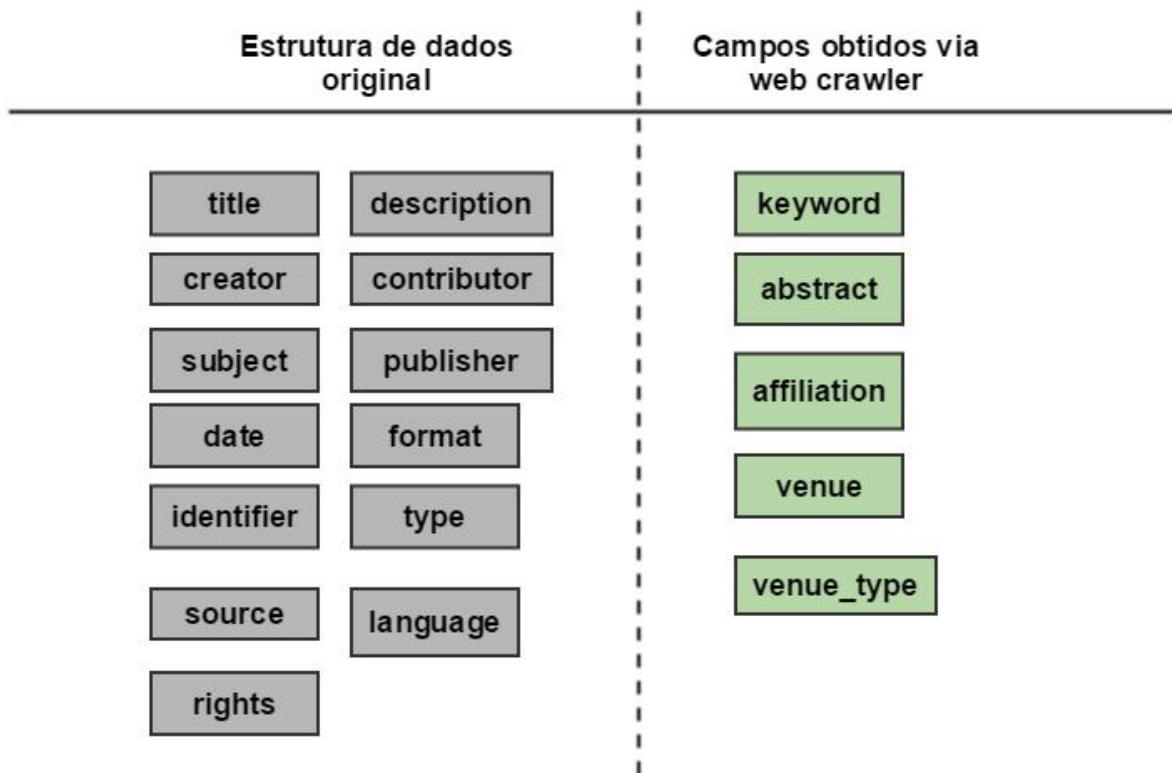 Estrutura de dados
original
Campos obtidos via
web crawler
title
description
creator
contributor
subject
publisher
date
format
identifier
type
source
language
rights
keyword
abstract
affiliation
venue
venue_type